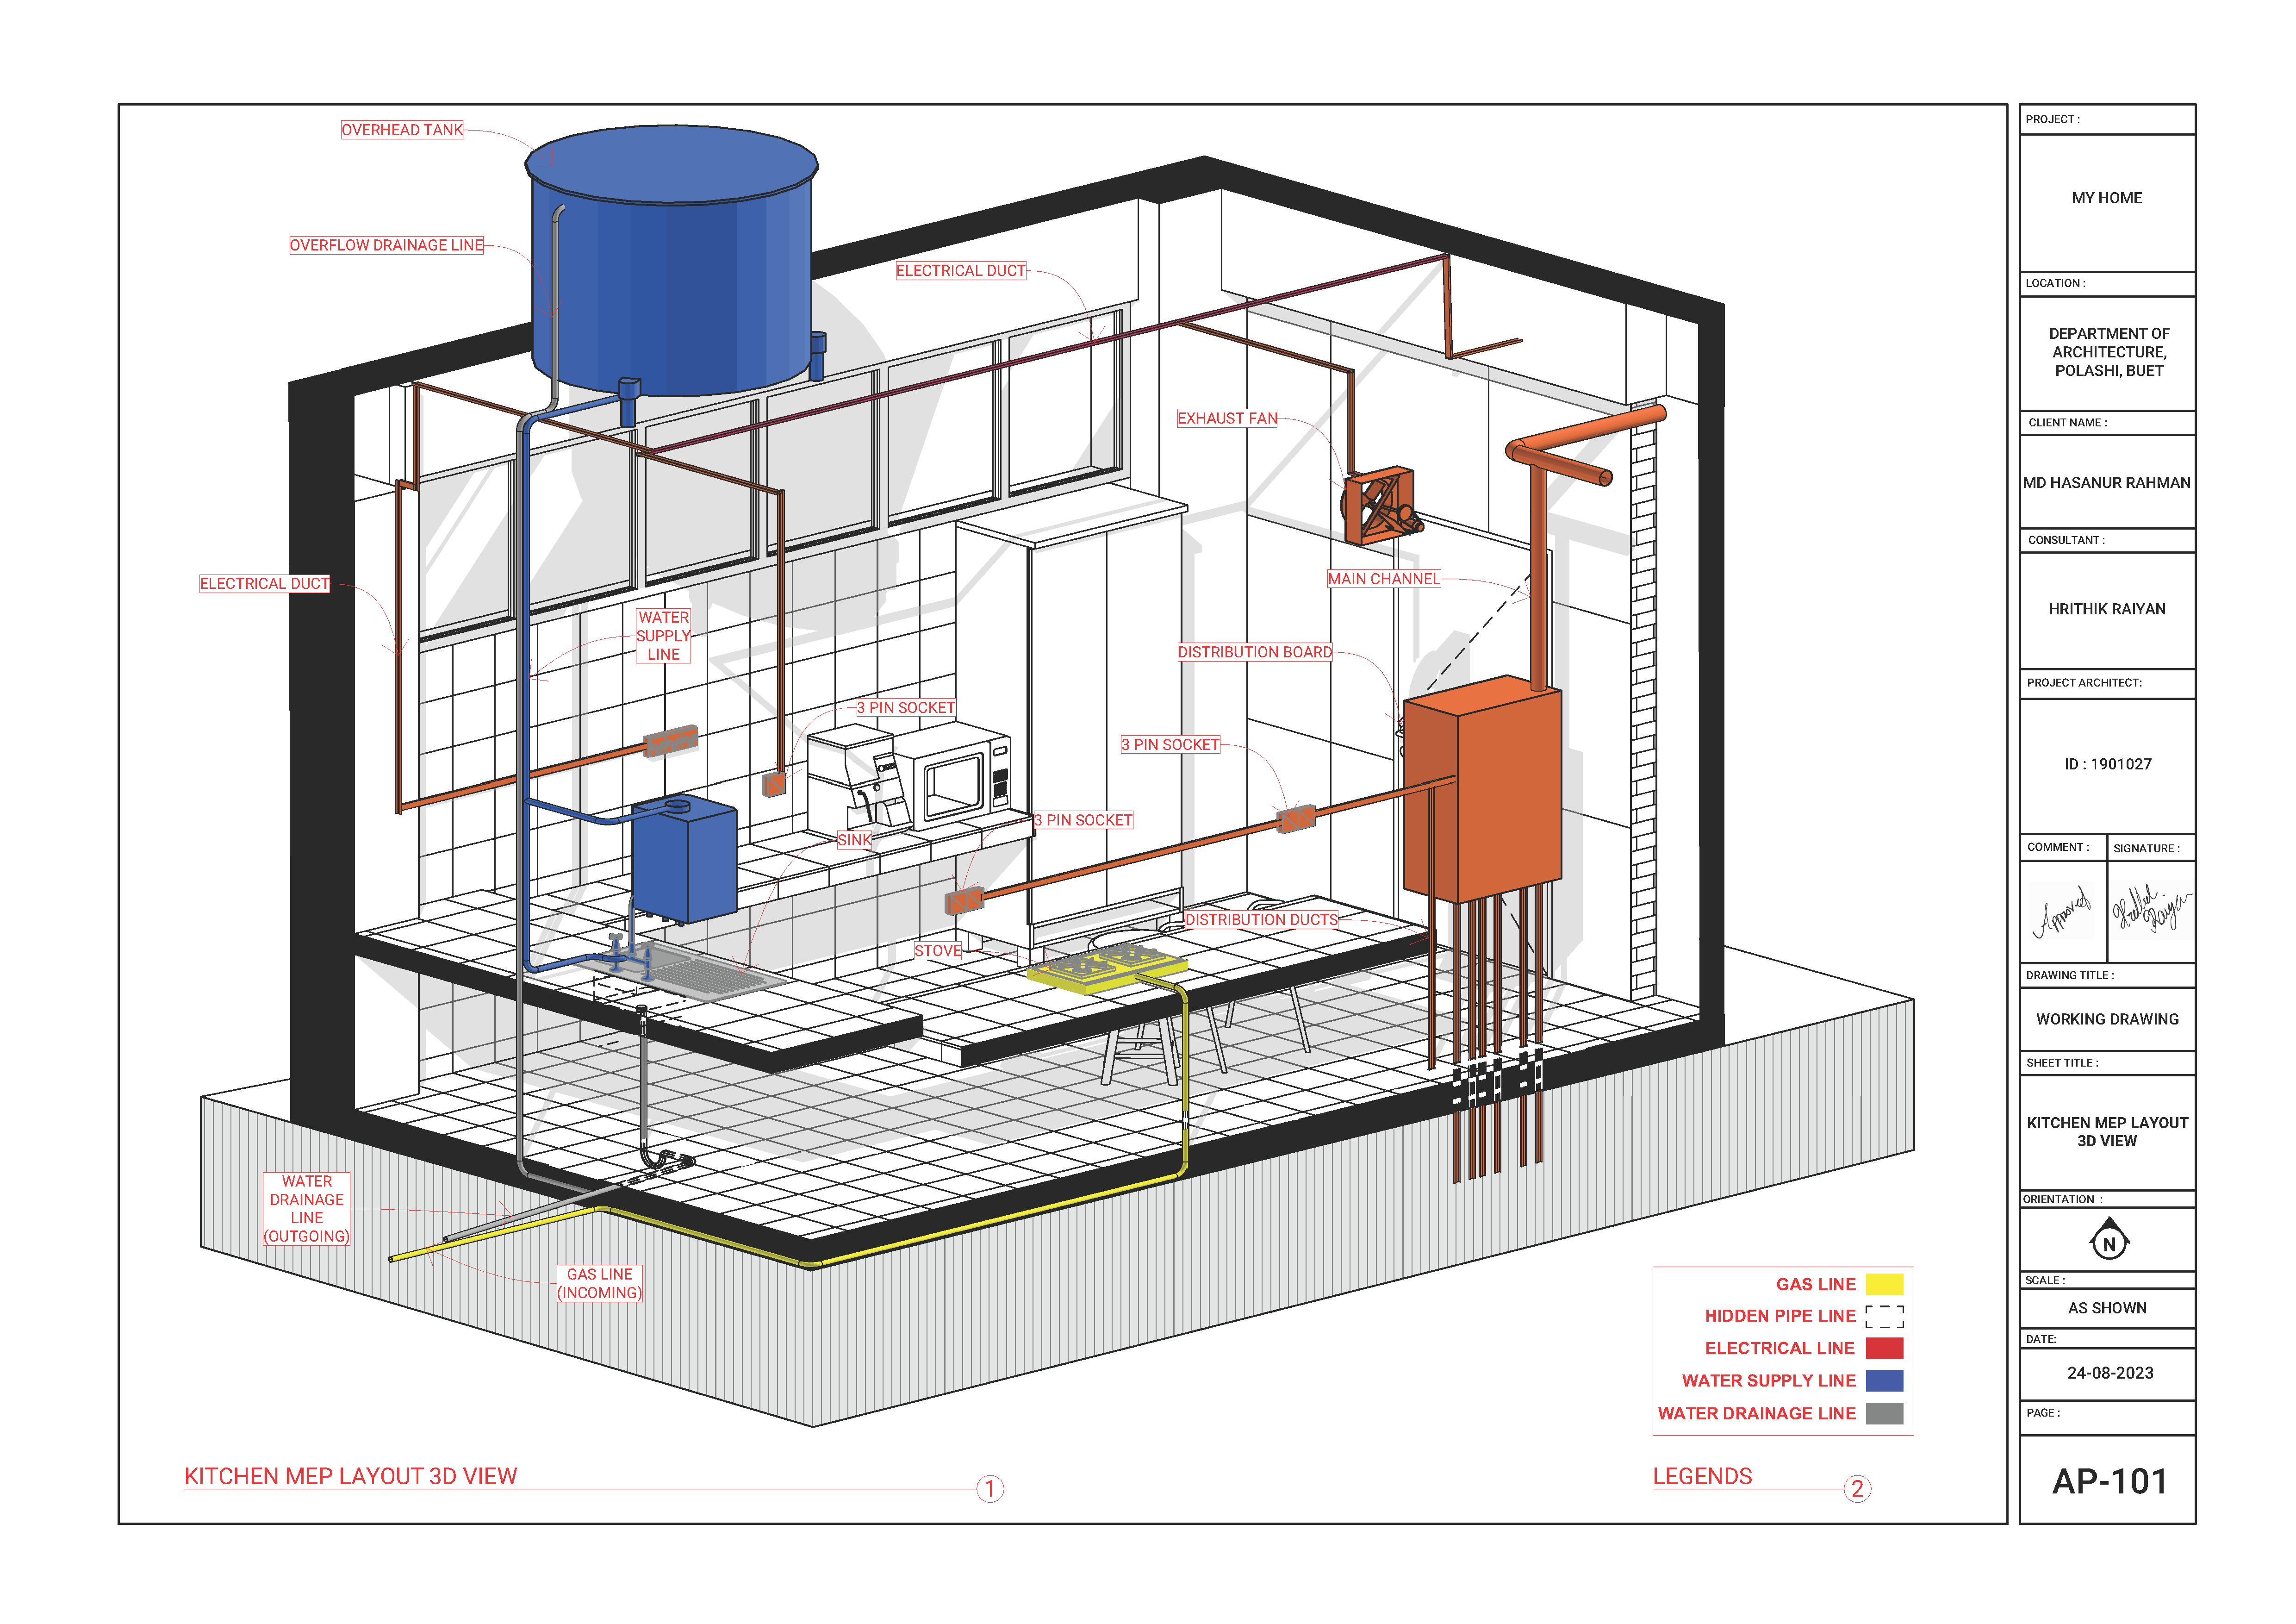 OVERHEAD TANK
OVERFLOW DRAINAGE LINE
ELECTRICAL DUCT
EXHAUST FAN
ELECTRICAL DUCT
MAIN CHANNEL
WATER
SUPPLY
LINE
DISTRIBUTION BOARD
3 PIN SOCKET
3 PIN SOCKET
3 PIN SOCKET
SINK
DISTRIBUTION DUCTS
STOVE
WATER
DRAINAGE
LINE
(OUTGOING)
GAS LINE
(INCOMING)
GAS LINE
HIDDEN PIPE LINE
ELECTRICAL LINE
WATER SUPPLY LINE
WATER DRAINAGE LINE
KITCHEN MEP LAYOUT 3D VIEW
1
LEGENDS
2
PROJECT :
MY HOME
LOCATION :
DEPARTMENT OF
ARCHITECTURE,
POLASHI, BUET
CLIENT NAME :
MD HASANUR RAHMAN
CONSULTANT :
HRITHIK RAIYAN
PROJECT ARCHITECT:
ID : 1901027
COMMENT :
SIGNATURE :
Approved
DRAWING TITLE :
WORKING DRAWING
SHEET TITLE :
KITCHEN MEP LAYOUT
3D VIEW
ORIENTATION :
N
SCALE :
AS SHOWN
DATE:
24-08-2023
PAGE :
AP-101